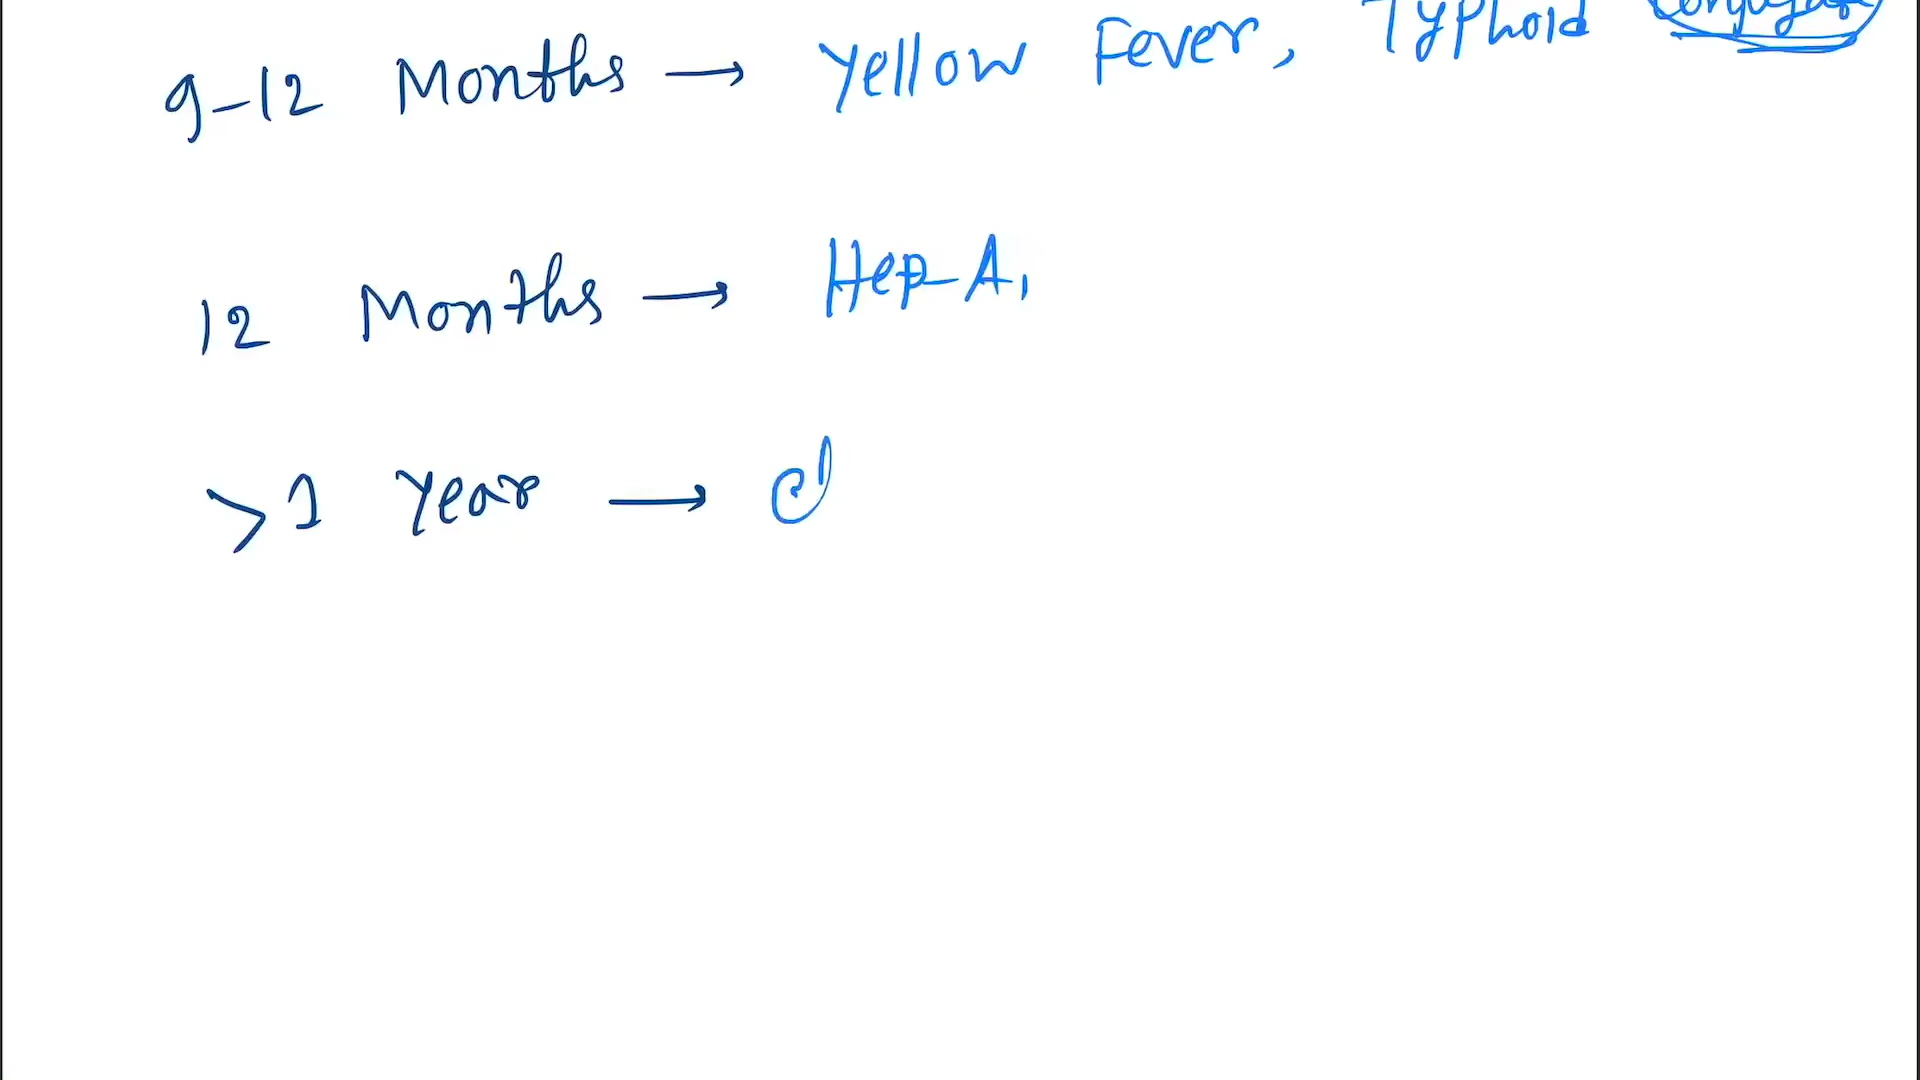 9-12 Months → Yellow Fever, Typhoid
12 Months → Hep-A,
>1 Year → c